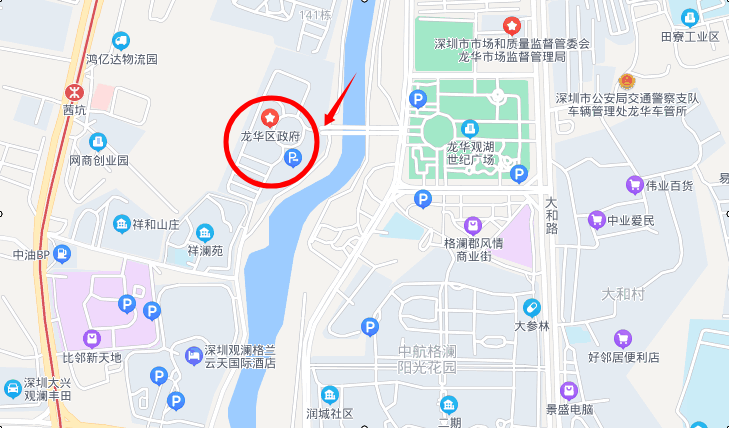 141栋
田寮工业区
深圳市市场和质量监督管委会
龙华市场监督管理局
鸿亿达物流园
深圳市公安局交通警察支队
车辆管理处龙华车管所
茜坑
P
龙华区政府
龙华观湖
世纪广场
网商创业园
P
P
伟业百货
易
P
大和路
祥和山庄
中业爱民
祥澜苑
格澜郡风情
商业街
中油BP
大和村
P
P
大参林
P
比邻新天地
深圳观澜格兰
云天国际酒店
中航格澜
阳光花园
好邻居便利店
P
深圳大兴
观澜丰田
P
润城社区
二期
景盛电脑